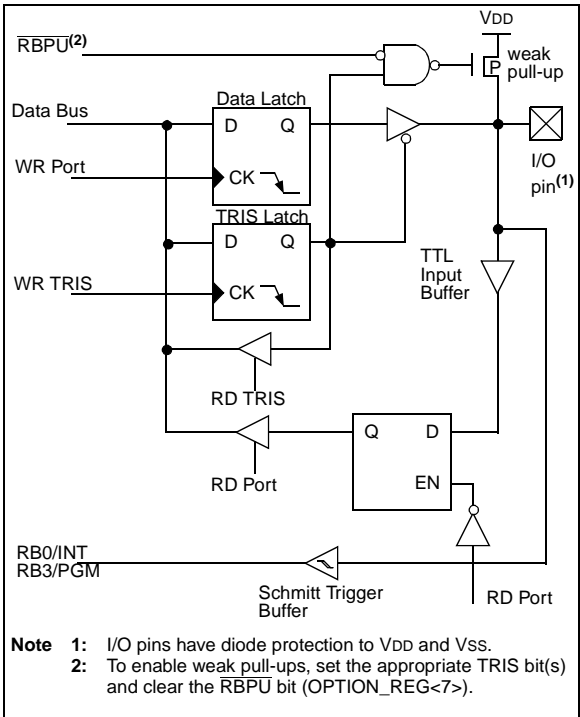 VDD
RBPU(2)
weak
pull-up
P
Data Latch
Data Bus
D Q
I/O
pin(1)
WR Port
CK
TRIS Latch
D Q
TTL
Input
Buffer
WR TRIS
CK
RD TRIS
Q D
RD Port
EN
RB0/INT
RB3/PGM
Schmitt Trigger
Buffer
RD Port
Note 1: I/O pins have diode protection to VDD and VSS.
2: To enable weak pull-ups, set the appropriate TRIS bit(s)
and clear the RBPU bit (OPTION_REG<7>).